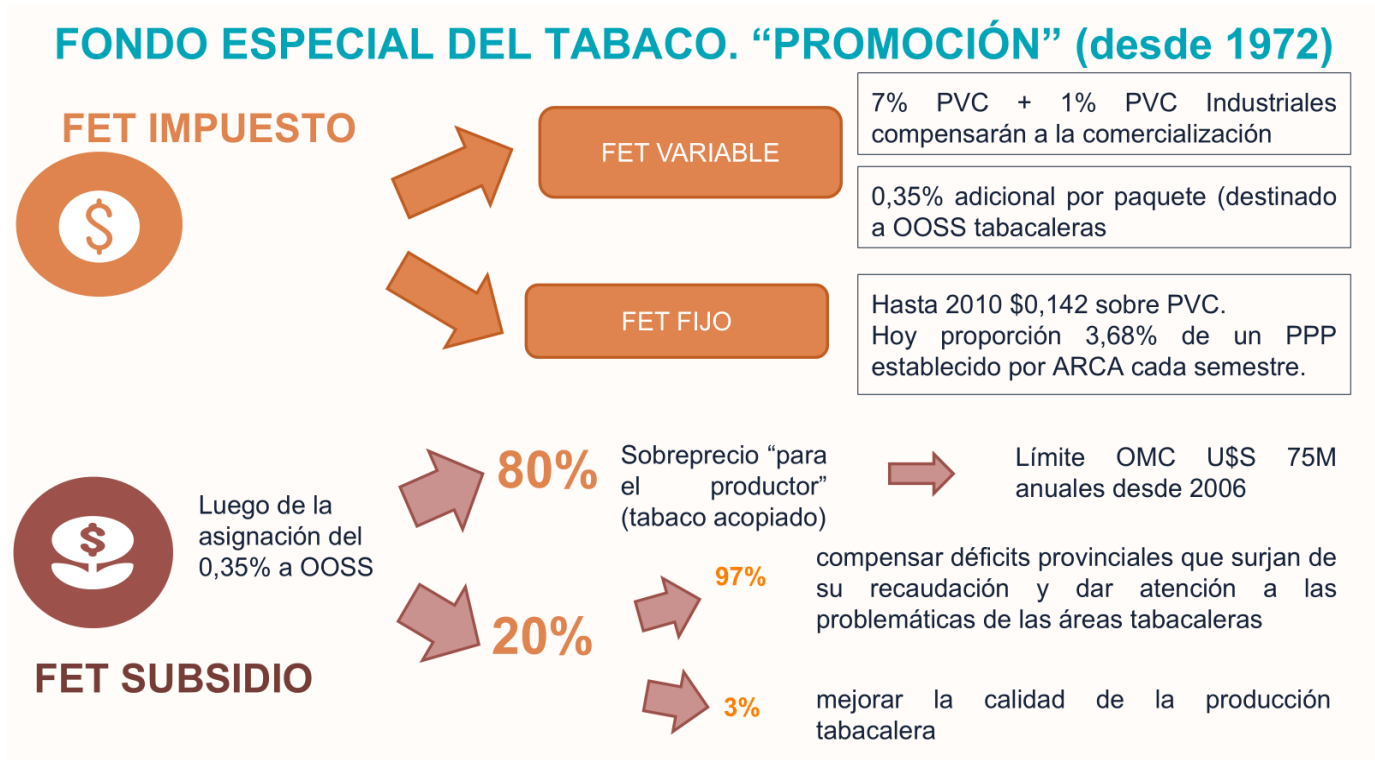 FONDO ESPECIAL DEL TABACO. “PROMOCIÓN” (desde 1972)
FET IMPUESTO
$
FET VARIABLE
7% PVC + 1% PVC Industriales
compensarán a la comercialización
0,35% adicional por paquete (destinado
a OOSS tabacaleras
FET FIJO
Hasta 2010 $0,142 sobre PVC.
Hoy proporción 3,68% de un PPP
establecido por ARCA cada semestre.
$
FET SUBSIDIO
Luego de la
asignación del
0,35% a OOSS
80%
Sobreprecio “para
el productor”
(tabaco acopiado)
Límite OMC U$S 75M
anuales desde 2006
20%
97%
compensar déficits provinciales que surjan de
su recaudación y dar atención a las
problemáticas de las áreas tabacaleras
3%
mejorar la calidad de la producción
tabacalera